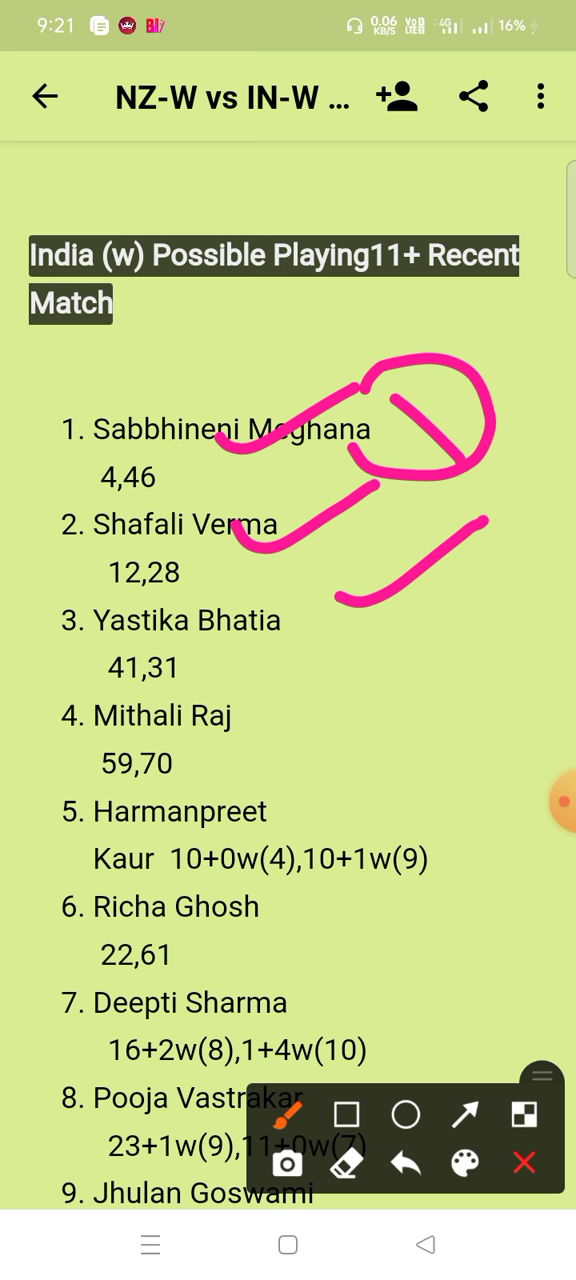 9:21 0.06 KB/S VoD LTE 4G 16%
NZ-W vs IN-W ...
India (w) Possible Playing11+ Recent
Match
1. Sabbhineni Meghana
4,46
2. Shafali Verma
12,28
3. Yastika Bhatia
41,31
4. Mithali Raj
59,70
5. Harmanpreet
Kaur 10+0w(4),10+1w(9)
6. Richa Ghosh
22,61
7. Deepti Sharma
16+2w(8),1+4w(10)
8. Pooja Vastrakar
23+1w(9),11+0w(7)
9. Jhulan Goswami